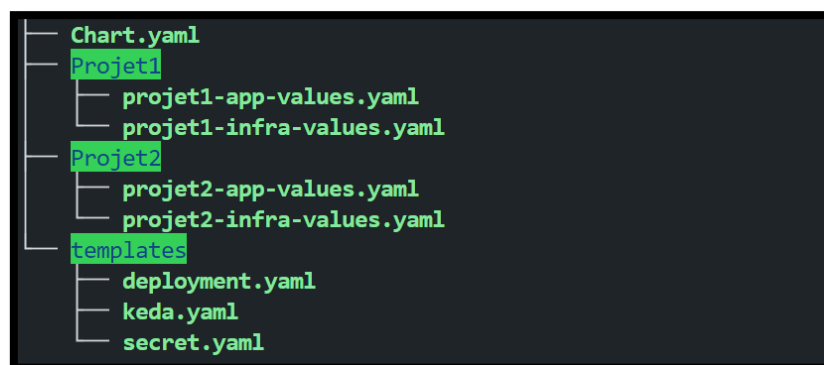 Chart.yaml
Projet1
projet1-app-values.yaml
projet1-infra-values.yaml
Projet2
projet2-app-values.yaml
projet2-infra-values.yaml
templates
deployment.yaml
keda.yaml
secret.yaml